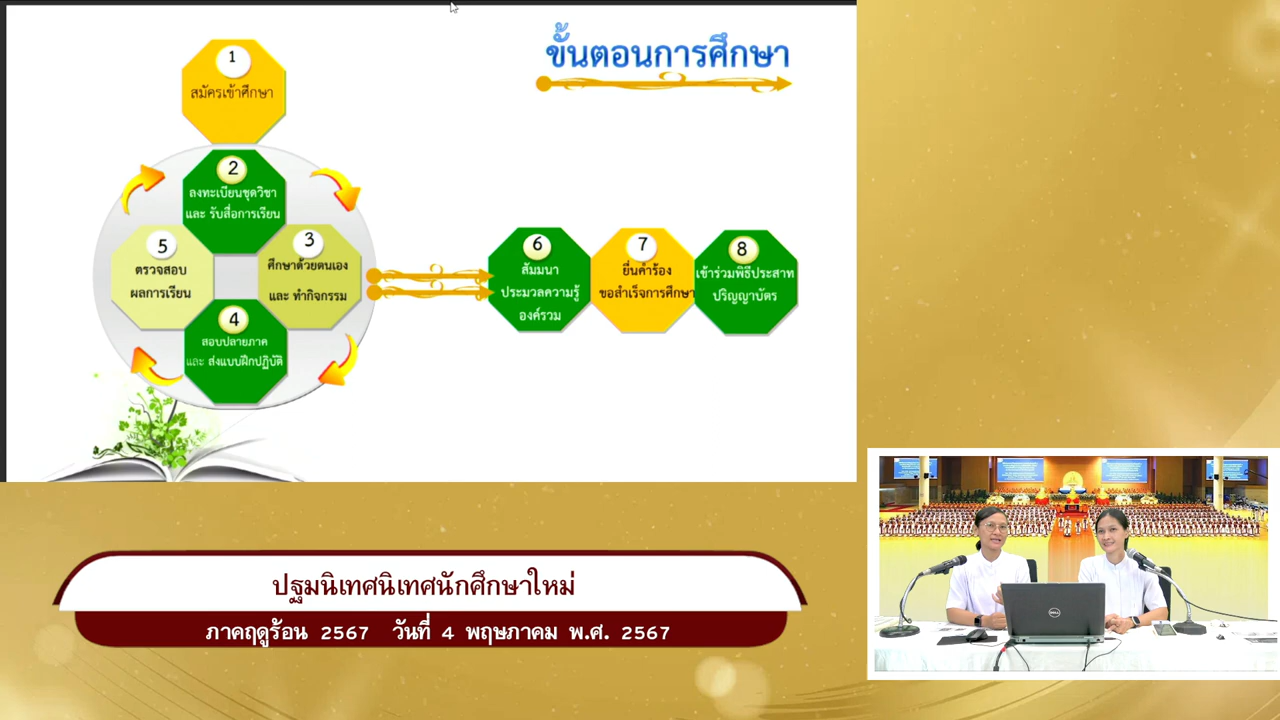 ขั้นตอนการศึกษา
1
สมัครเข้าศึกษา
2
ลงทะเบียนชุดวิชา
และ รับสื่อการเรียน
3
ศึกษาด้วยตนเอง
และ ทำกิจกรรม
4
สอบปลายภาค
และ ส่งแบบฝึกปฏิบัติ
5
ตรวจสอบ
ผลการเรียน
6
สัมมนา
ประมวลความรู้
องค์รวม
7
ยื่นคำร้อง
ขอสำเร็จการศึกษา
8
เข้าร่วมพิธีประสาท
ปริญญาบัตร
ปฐมนิเทศนิเทศนักศึกษาใหม่
ภาคฤดูร้อน 2567 วันที่ 4 พฤษภาคม พ.ศ. 2567
DELL